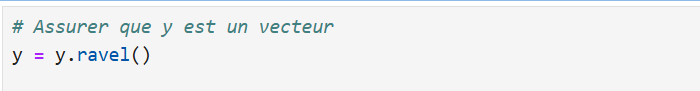 # Assurer que y est un vecteur
y = y.ravel()